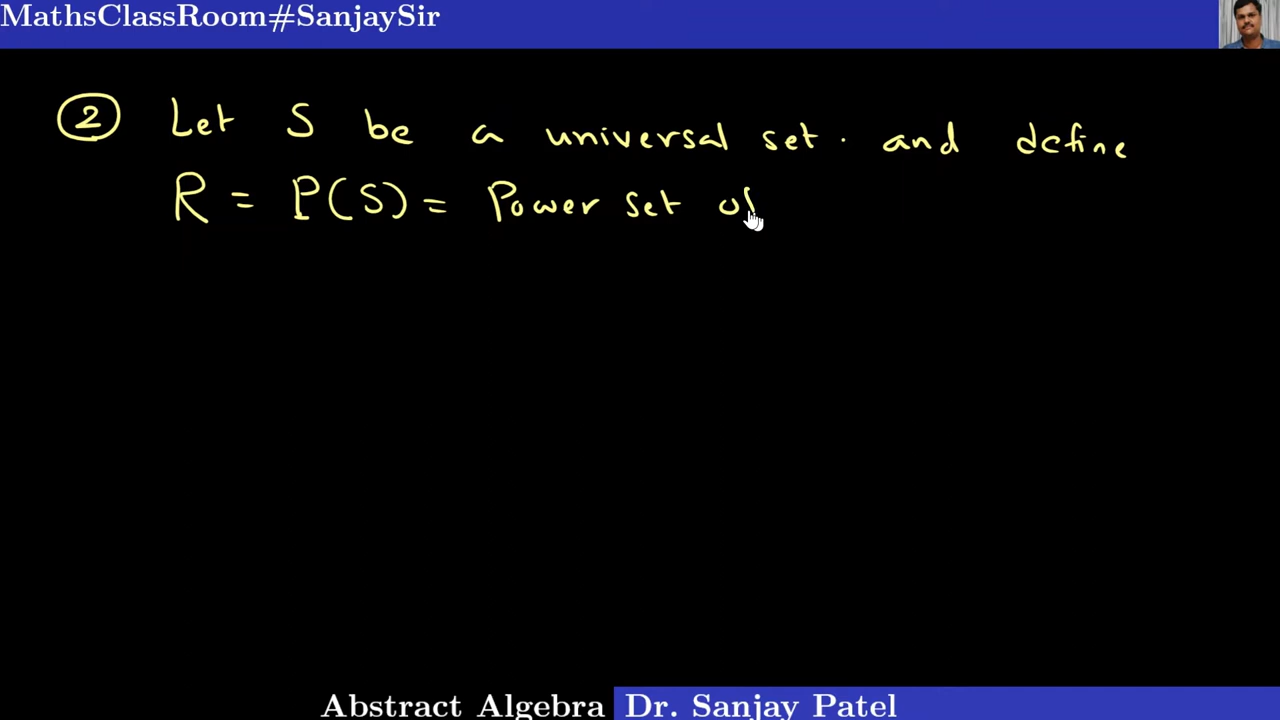 MathsClassRoom#SanjaySir
② Let S be a universal set. and define
R = P(S) = Power set of
Abstract Algebra Dr. Sanjay Patel